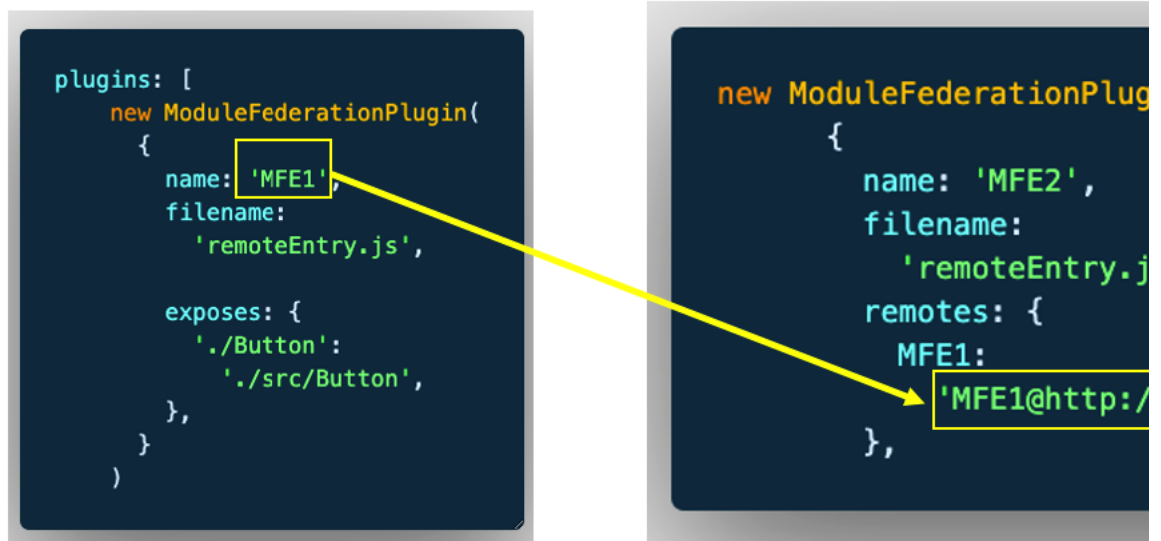 plugins: [
new ModuleFederationPlugin(
{
name: 'MFE1',
filename:
'remoteEntry.js',
exposes: {
'./Button':
'./src/Button',
},
}
)
new ModuleFederationPlug
{
name: 'MFE2',
filename:
'remoteEntry.j
remotes: {
MFE1:
'MFE1@http:/
},